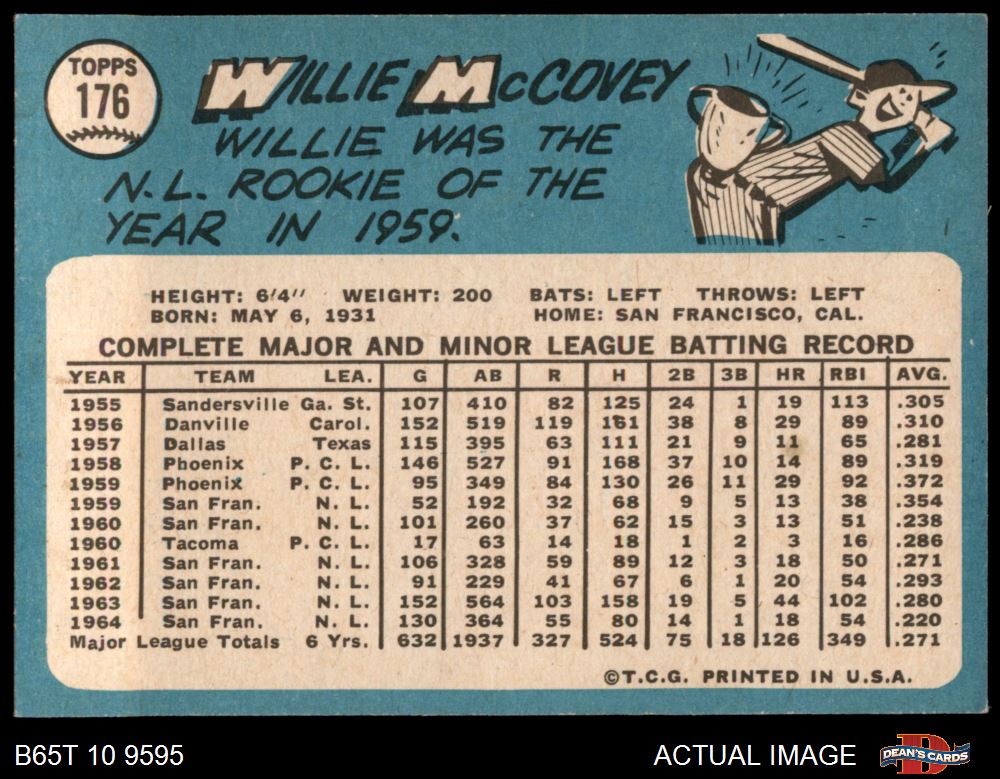 TOPPS
176
WILLIE McCOVEY
WILLIE WAS THE
N.L. ROOKIE OF THE
YEAR IN 1959.
HEIGHT: 6'4" WEIGHT: 200 BATS: LEFT THROWS: LEFT
BORN: MAY 6, 1931 HOME: SAN FRANCISCO, CAL.
COMPLETE MAJOR AND MINOR LEAGUE BATTING RECORD
YEAR TEAM LEA. G AB R H 2B 3B HR RBI AVG.
1955 Sandersville Ga. St. 107 410 82 125 24 1 19 113 .305
1956 Danville Carol. 152 519 119 161 38 8 29 89 .310
1957 Dallas Texas 115 395 63 111 21 9 11 65 .281
1958 Phoenix P. C. L. 146 527 91 168 37 10 14 89 .319
1959 Phoenix P. C. L. 95 349 84 130 26 11 29 92 .372
1959 San Fran. N. L. 52 192 32 68 9 5 13 38 .354
1960 San Fran. N. L. 101 260 37 62 15 3 13 51 .238
1960 Tacoma P. C. L. 17 63 14 18 1 2 3 16 .286
1961 San Fran. N. L. 106 328 59 89 12 3 18 50 .271
1962 San Fran. N. L. 91 229 41 67 6 1 20 54 .293
1963 San Fran. N. L. 152 564 103 158 19 5 44 102 .280
1964 San Fran. N. L. 130 364 55 80 14 1 18 54 .220
Major League Totals 6 Yrs. 632 1937 327 524 75 18 126 349 .271
©T.C.G. PRINTED IN U.S.A.
B65T 10 9595 ACTUAL IMAGE DEAN'S CARDS